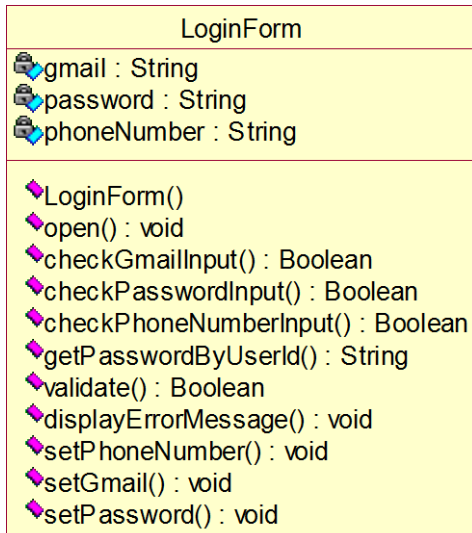 LoginForm
gmail : String
password : String
phoneNumber : String
LoginForm()
open() : void
checkGmailInput() : Boolean
checkPasswordInput() : Boolean
checkPhoneNumberInput() : Boolean
getPasswordByUserId() : String
validate() : Boolean
displayErrorMessage() : void
setPhoneNumber() : void
setGmail() : void
setPassword() : void